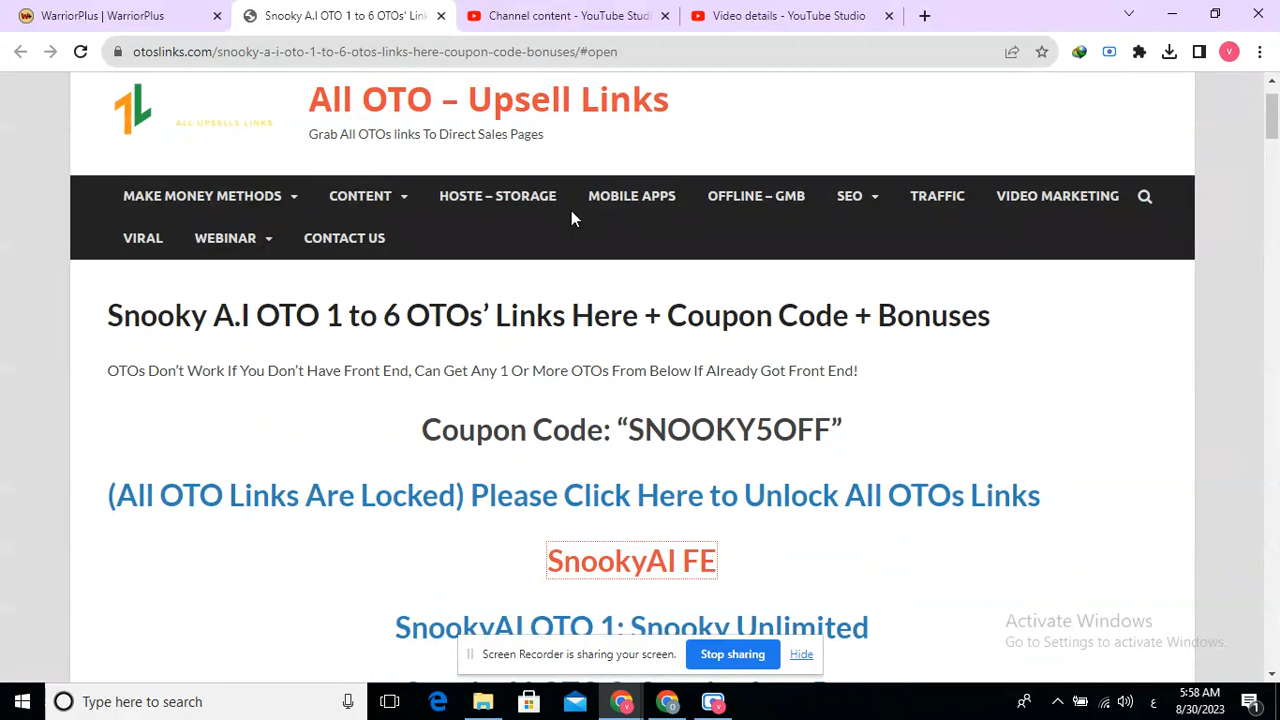 WarriorPlus | WarriorPlus
Snooky A.I OTO 1 to 6 OTOs' Link
Channel content - YouTube Studio
Video details - YouTube Studio
otoslinks.com/snooky-a-i-oto-1-to-6-otos-links-here-coupon-code-bonuses/#open
V
1L
ALL UPSELLS LINKS
All OTO – Upsell Links
Grab All OTOs links To Direct Sales Pages
MAKE MONEY METHODS CONTENT HOSTE – STORAGE MOBILE APPS OFFLINE – GMB SEO TRAFFIC VIDEO MARKETING
VIRAL WEBINAR CONTACT US
Snooky A.I OTO 1 to 6 OTOs’ Links Here + Coupon Code + Bonuses
OTOs Don’t Work If You Don’t Have Front End, Can Get Any 1 Or More OTOs From Below If Already Got Front End!
Coupon Code: “SNOOKY5OFF”
(All OTO Links Are Locked) Please Click Here to Unlock All OTOs Links
SnookyAI FE
SnookyAI OTO 1: Snooky Unlimited
Activate Windows
Go to Settings to activate Windows.
Screen Recorder is sharing your screen. Stop sharing Hide
Type here to search
5:58 AM
8/30/2023
ع
1